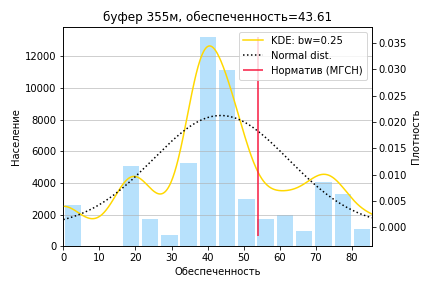 буфер 355м, обеспеченность=43.61
KDE: bw=0.25
Normal dist.
Норматив (МГСН)
Население
12000
10000
8000
6000
4000
2000
0
0.035
0.030
0.025
0.020
0.015
0.010
0.005
0.000
Плотность
0 10 20 30 40 50 60 70 80
Обеспеченность